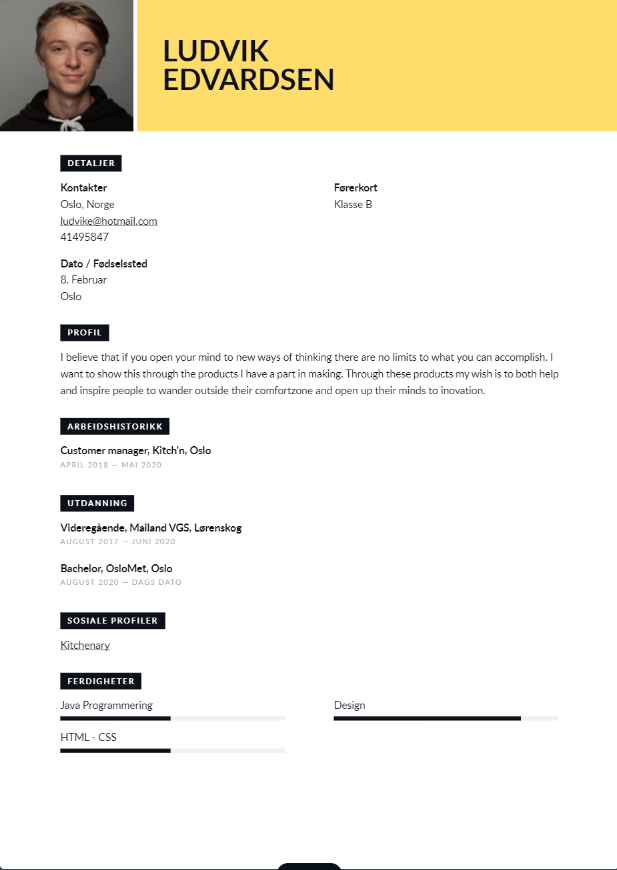 LUDVIK
EDVARDSEN
DETALJER
Kontakter
Oslo, Norge
ludvike@hotmail.com
41495847
Førerkort
Klasse B
Dato / Fødselssted
8. Februar
Oslo
PROFIL
I believe that if you open your mind to new ways of thinking there are no limits to what you can accomplish. I
want to show this through the products I have a part in making. Through these products my wish is to both help
and inspire people to wander outside their comfortzone and open up their minds to inovation.
ARBEIDSHISTORIKK
Customer manager, Kitch'n, Oslo
APRIL 2018 — MAI 2020
UTDANNING
Videregående, Mailand VGS, Lørenskog
AUGUST 2017 — JUNI 2020
Bachelor, OsloMet, Oslo
AUGUST 2020 — DAGS DATO
SOSIALE PROFILER
Kitchenary
FERDIGHETER
Java Programmering
Design
HTML - CSS